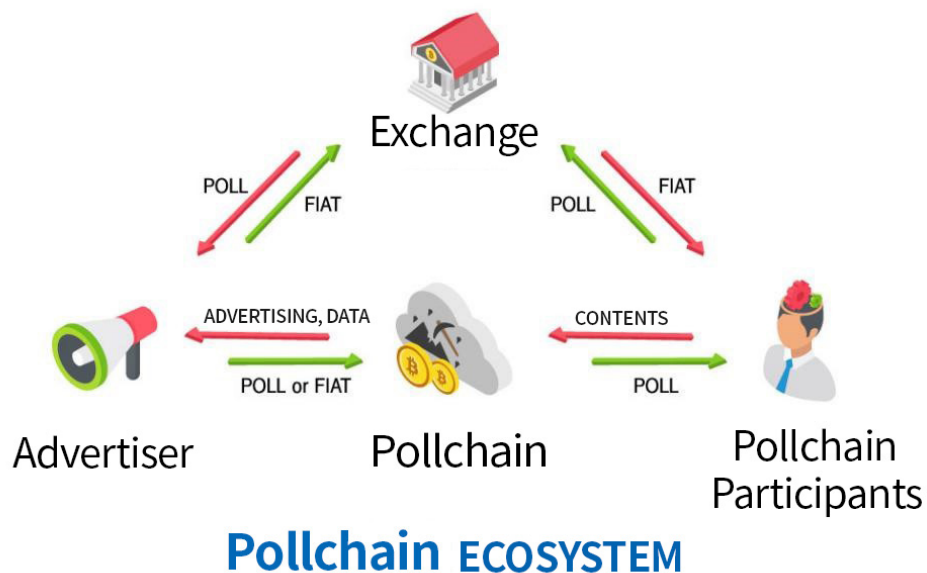 Exchange
POLL
FIAT
POLL
FIAT
ADVERTISING, DATA
POLL or FIAT
CONTENTS
POLL
Advertiser
Pollchain
Pollchain
Participants
Pollchain ECOSYSTEM